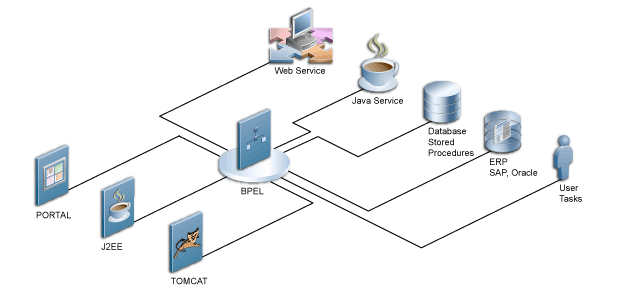 Web Service
Java Service
Database
Stored
Procedures
ERP
SAP, Oracle
User
Tasks
BPEL
PORTAL
J2EE
TOMCAT